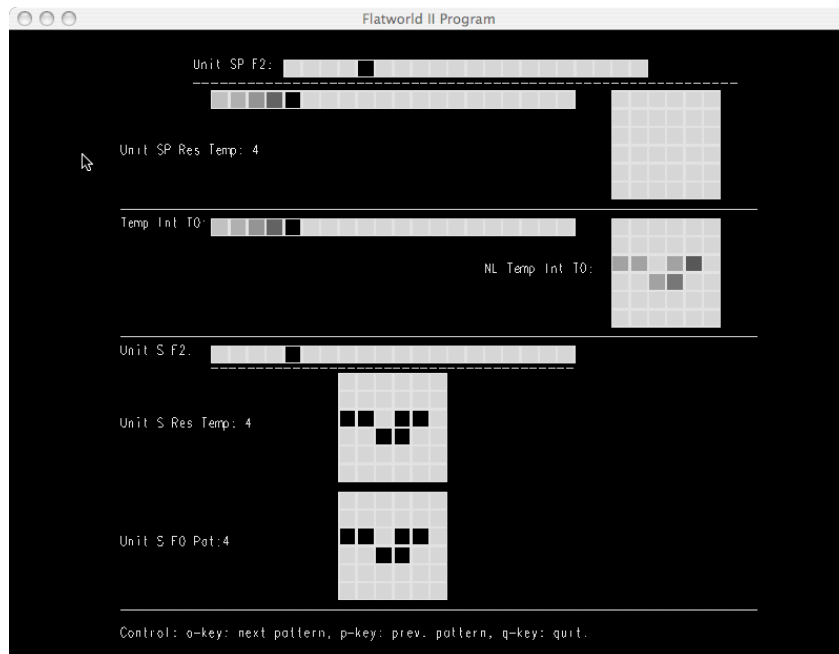 Flatworld II Program
Unit SP F2:
Unit SP Res Temp: 4
Temp Int T0:
NL Temp Int T0:
Unit S F2:
Unit S Res Temp: 4
Unit S F0 Pat:4
Control: o-key: next pattern, p-key: prev. pattern, q-key: quit.